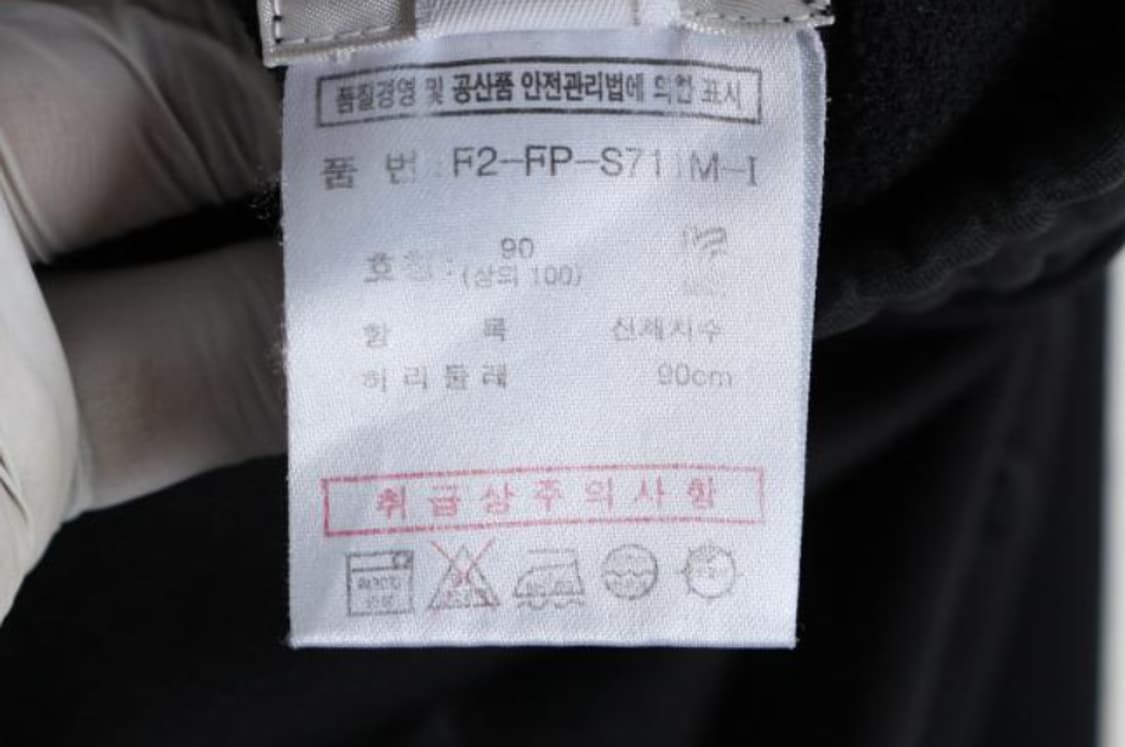 품질경영 및 공산품 안전관리법에 의한 표시
품 번 : F2-FP-S711M-I
호칭 : 90
(상의 100)
항 목 신체치수
허리둘레 90cm
취급상주의사항